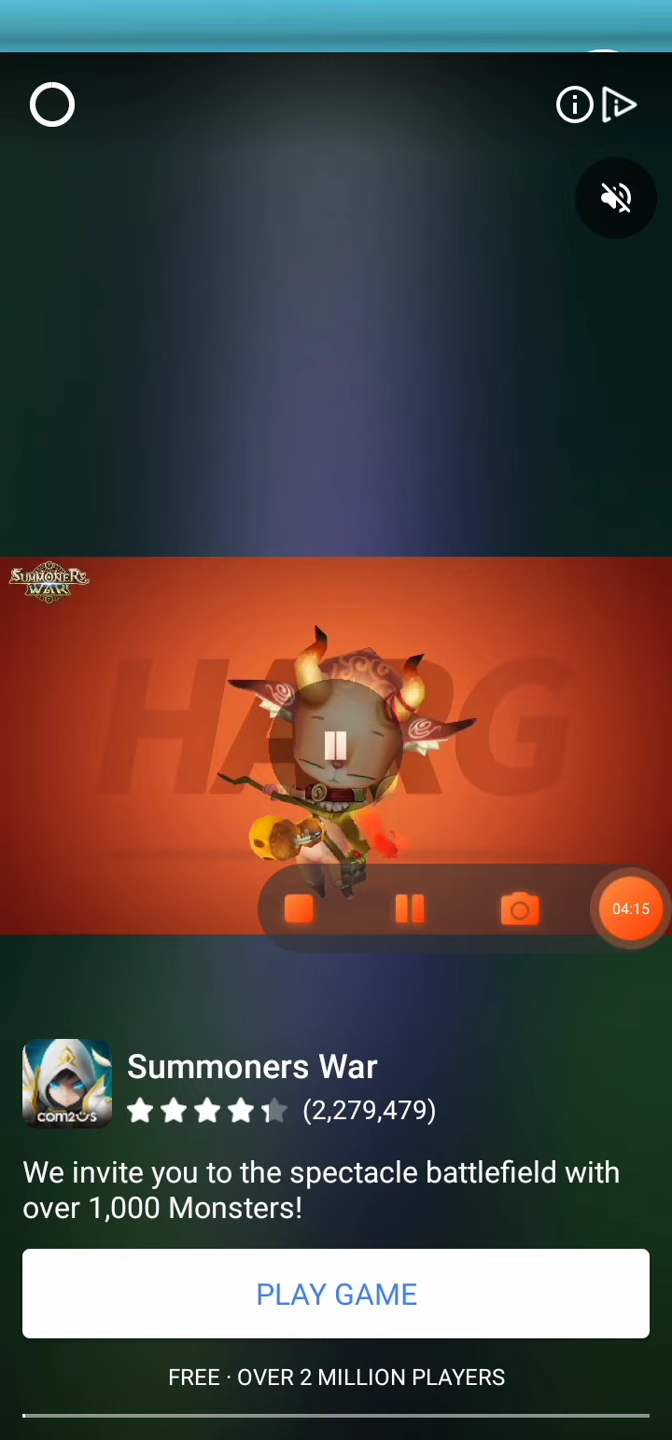 SUMMONERS
WAR
HARG
04:15
COM2US
Summoners War
(2,279,479)
We invite you to the spectacle battlefield with
over 1,000 Monsters!
PLAY GAME
FREE · OVER 2 MILLION PLAYERS